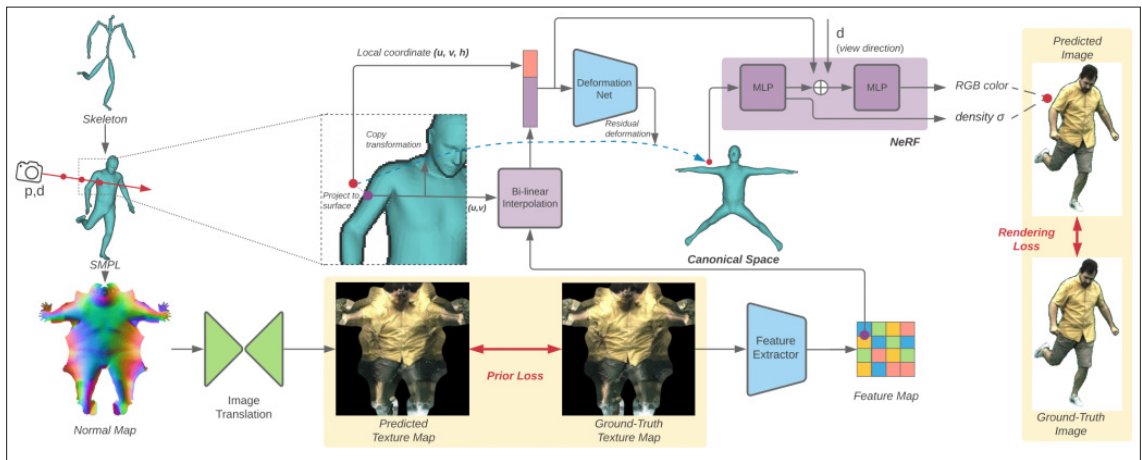 Skeleton
p,d
SMPL
Normal Map
Image
Translation
Local coordinate (u, v, h)
Copy
transformation
Project to
surface
(u,v)
Bi-linear
Interpolation
Deformation
Net
Residual
deformation
Canonical Space
d
(view direction)
MLP
MLP
NeRF
RGB color
density σ
Predicted
Image
Rendering
Loss
Ground-Truth
Image
Predicted
Texture Map
Prior Loss
Ground-Truth
Texture Map
Feature
Extractor
Feature Map